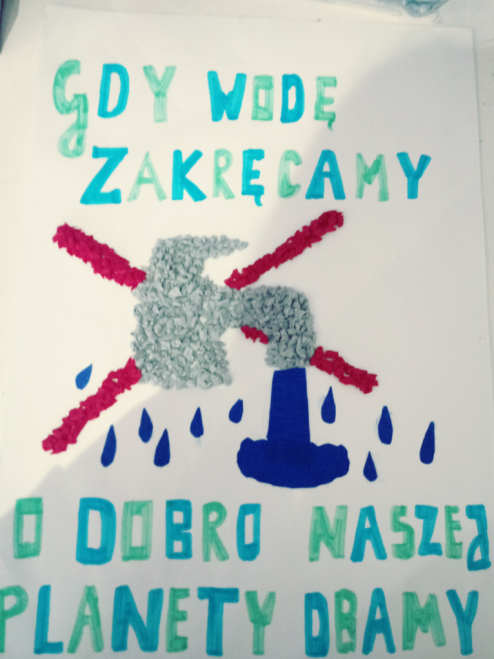 GDY WODĘ
ZAKRĘCAMY
O DOBRO NASZEJ
PLANETY DBAMY